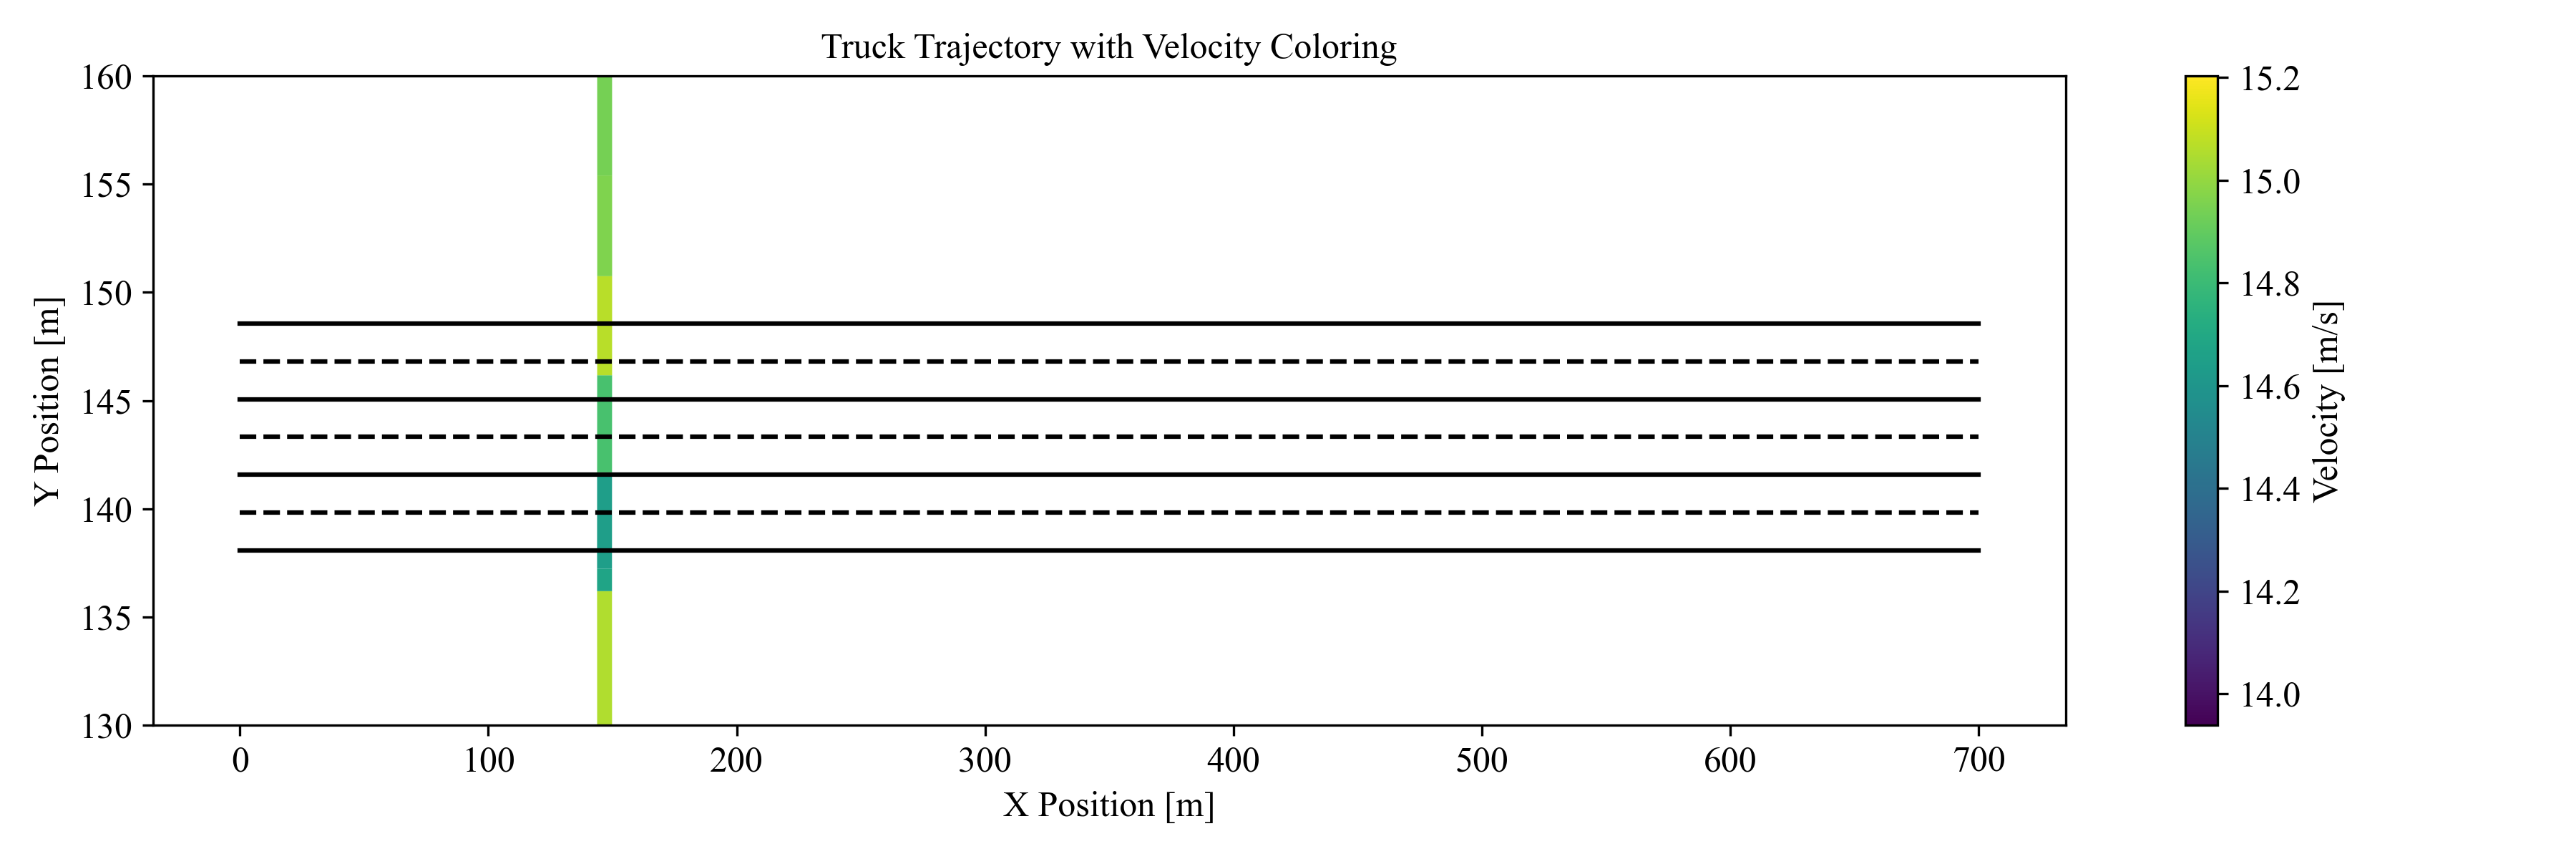 Truck Trajectory with Velocity Coloring
160
155
150
145
140
135
130
Y Position [m]
0 100 200 300 400 500 600 700
X Position [m]
15.2
15.0
14.8
14.6
14.4
14.2
14.0
Velocity [m/s]